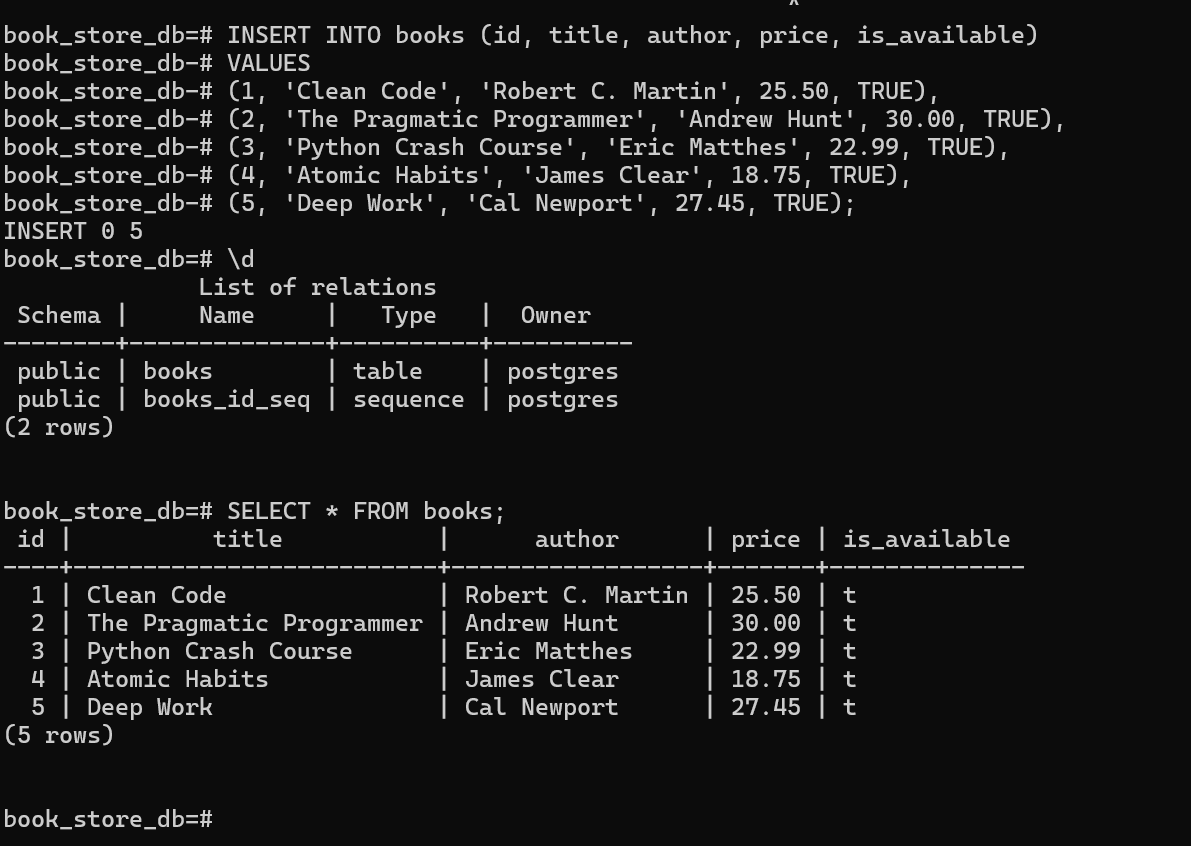 book_store_db=# INSERT INTO books (id, title, author, price, is_available)
book_store_db-# VALUES
book_store_db-# (1, 'Clean Code', 'Robert C. Martin', 25.50, TRUE),
book_store_db-# (2, 'The Pragmatic Programmer', 'Andrew Hunt', 30.00, TRUE),
book_store_db-# (3, 'Python Crash Course', 'Eric Matthes', 22.99, TRUE),
book_store_db-# (4, 'Atomic Habits', 'James Clear', 18.75, TRUE),
book_store_db-# (5, 'Deep Work', 'Cal Newport', 27.45, TRUE);
INSERT 0 5
book_store_db=# \d
              List of relations
 Schema |     Name     |   Type   |  Owner
--------+--------------+----------+----------
 public | books        | table    | postgres
 public | books_id_seq | sequence | postgres
(2 rows)
book_store_db=# SELECT * FROM books;
 id |          title           |      author      | price | is_available
----+--------------------------+------------------+-------+--------------
  1 | Clean Code               | Robert C. Martin | 25.50 | t
  2 | The Pragmatic Programmer | Andrew Hunt      | 30.00 | t
  3 | Python Crash Course      | Eric Matthes     | 22.99 | t
  4 | Atomic Habits            | James Clear      | 18.75 | t
  5 | Deep Work                | Cal Newport      | 27.45 | t
(5 rows)
book_store_db=#